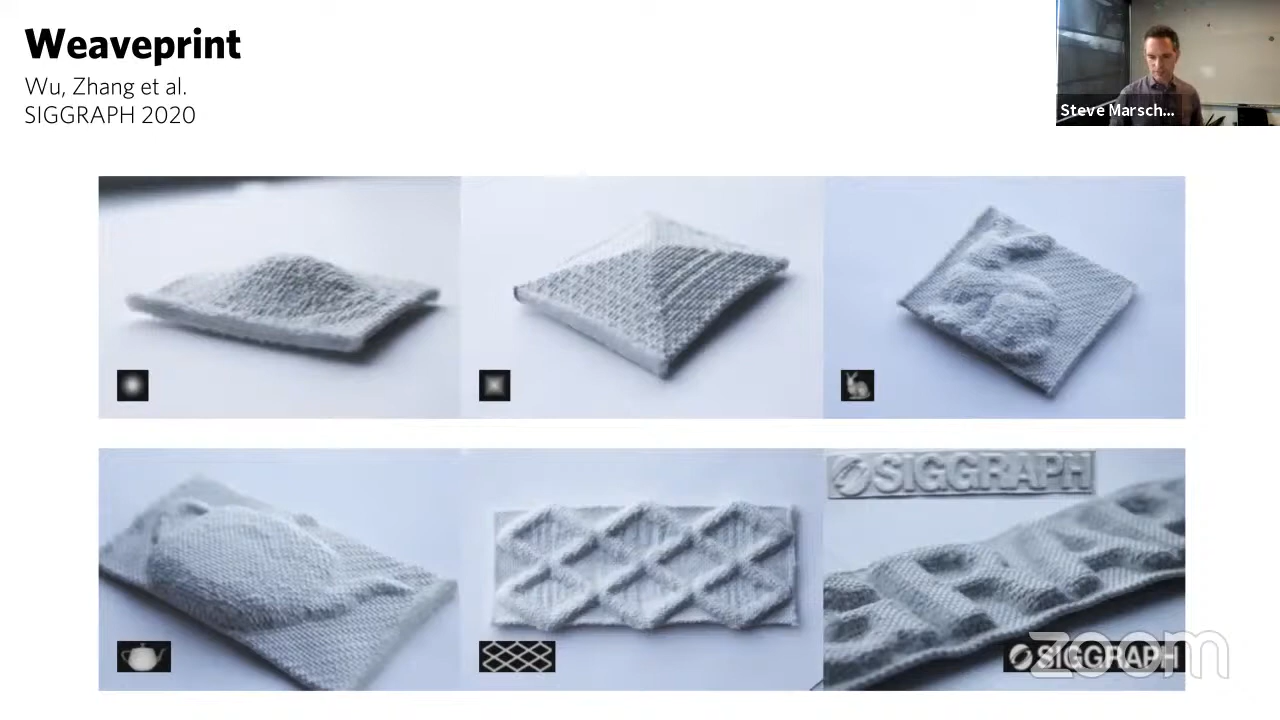 Weaveprint
Wu, Zhang et al.
SIGGRAPH 2020
Steve Marsch...
SIGGRAPH
SIGGRAPH
zoom